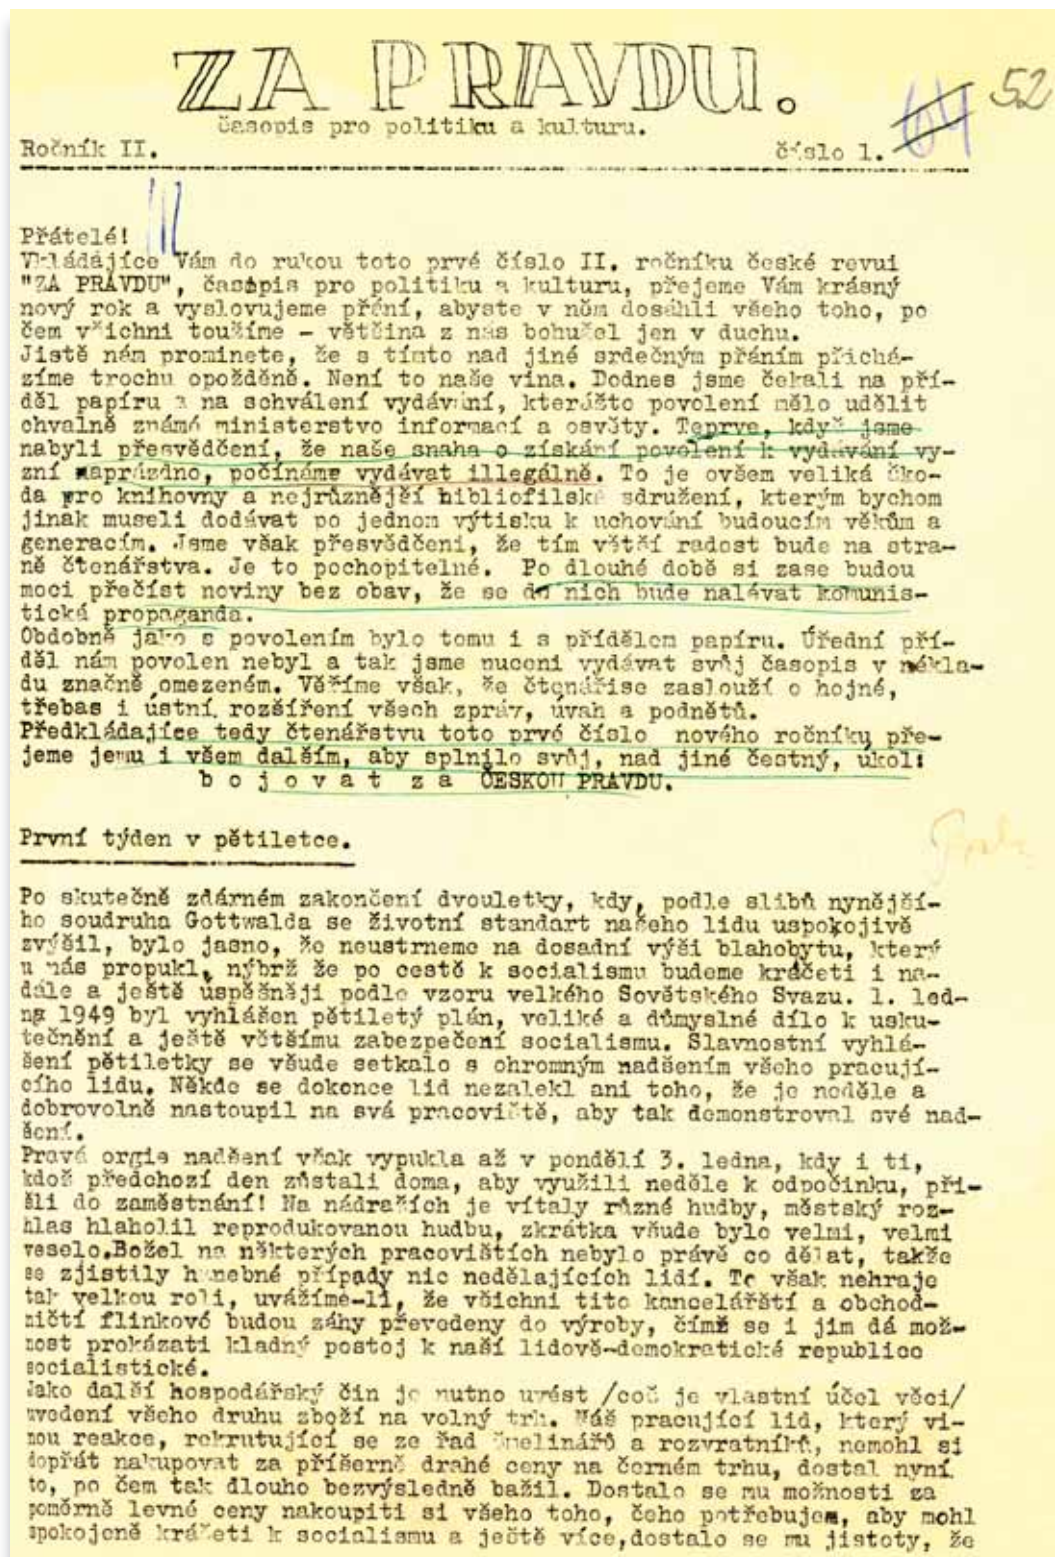 ZA PRAVDU.
52
časopis pro politiku a kulturu.
64
Ročník II.
číslo 1.
Přátelé!
Vkládájíce Vám do rukou toto prvé číslo II. ročníku české revui
"ZA PRAVDU", časopis pro politiku a kulturu, přejeme Vám krásný
nový rok a vyslovujeme přání, abyste v něm dosáhli všeho toho, po
čem všichni toužíme - většina z nás bohužel jen v duchu.
Jistě nám prominete, že s tímto nad jiné srdečným přáním přichá-
zíme trochu opožděně. Není to naše vina. Dodnes jsme čekali na pří-
děl papíru a na schválení vydávání, kterážto povolení mělo udělit
chvalně známé ministerstvo informací a osvěty. Teprve, když jsme
nabyli přesvědčení, že naše snaha o získání povolení k vydávání vy-
zní naprázdno, počínáme vydávat illegálně. To je ovšem veliká ško-
da pro knihovny a nejrůznější bibliofilské sdružení, kterým bychom
jinak museli dodávat po jednom výtisku k uchování budoucím věkům a
generacím. Jsme však přesvědčeni, že tím větší radost bude na stra-
ně čtenářstva. Je to pochopitelné. Po dlouhé době si zase budou
moci přečíst noviny bez obav, že se do nich bude nalávat komunis-
tická propaganda.
Obdobně jako s povolením bylo tomu i s přídělem papíru. Úřední pří-
děl nám povolen nebyl a tak jsme nuceni vydávat svůj časopis v nákla-
du značně omezeném. Věříme však, že čtenářise zaslouží o hojné,
třebas i ústní rozšíření všech zpráv, úvah a podnětů.
Předkládajíce tedy čtenářstvu toto prvé číslo nového ročníku pře-
jeme jemu i všem dalším, aby splnilo svůj, nad jiné čestný, úkol:
b o j o v a t z a ČESKOU PRAVDU.
První týden v pětiletce.
Po skutečně zdárném zakončení dvouletky, kdy, podle slibů nynější-
ho soudruha Gottwalda se životní standart našeho lidu uspokojivě
zvýšil, bylo jasno, že neustrneme na dosadní výši blahobytu, který
u nás propukl, nýbrž že po cestě k socialismu budeme kráčeti i na-
dále a ještě úspěšněji podle vzoru velkého Sovětského Svazu. 1. led-
na 1949 byl vyhlášen pětiletý plán, veliké a důmyslné dílo k usku-
tečnění a ještě většímu zabezpečení socialismu. Slavnostní vyhlá-
šení pětiletky se všude setkalo s ohromným nadšením všeho pracují-
cího lidu. Někde se dokonce lid nezalekl ani toho, že je neděle a
dobrovolně nastoupil na svá pracoviště, aby tak demonstroval své nad-
šení.
Pravá orgie nadšení však vypukla až v pondělí 3. ledna, kdy i ti,
kdož předchozí den zůstali doma, aby využili neděle k odpočinku, při-
šli do zaměstnání! Na nádražích je vítaly různé hudby, městský roz-
hlas hlaholil reprodukovanou hudbu, zkrátka všude bylo velmi, velmi
veselo.Božel na některých pracovištích nebylo právě co dělat, takže
se zjistily hanebné případy nic nedělajících lidí. To však nehraje
tak velkou roli, uvážíme-li, že všichni tito kancelářští a obchod-
ničtí flinkové budou záhy převedeny do výroby, čímž se i jim dá mož-
nost prokázati kladný postoj k naší lidově-demokratické republice
socialistické.
Jako další hospodářský čin je nutno uvést /což je vlastní účel věci/
uvedení všeho druhu zboží na volný trh. Náš pracující lid, který vi-
nou reakce, rekrutující se ze řad šmelinářů a rozvratníků, nemohl si
dopřát nakupovat za příšerně drahé ceny na černém trhu, dostal nyní
to, po čem tak dlouho bezvýsledně bažil. Dostalo se mu možnosti za
poměrně levné ceny nakoupiti si všeho toho, čeho potřebujem, aby mohl
spokojeně kráčeti k socialismu a ještě více,dostalo se mu jistoty, že